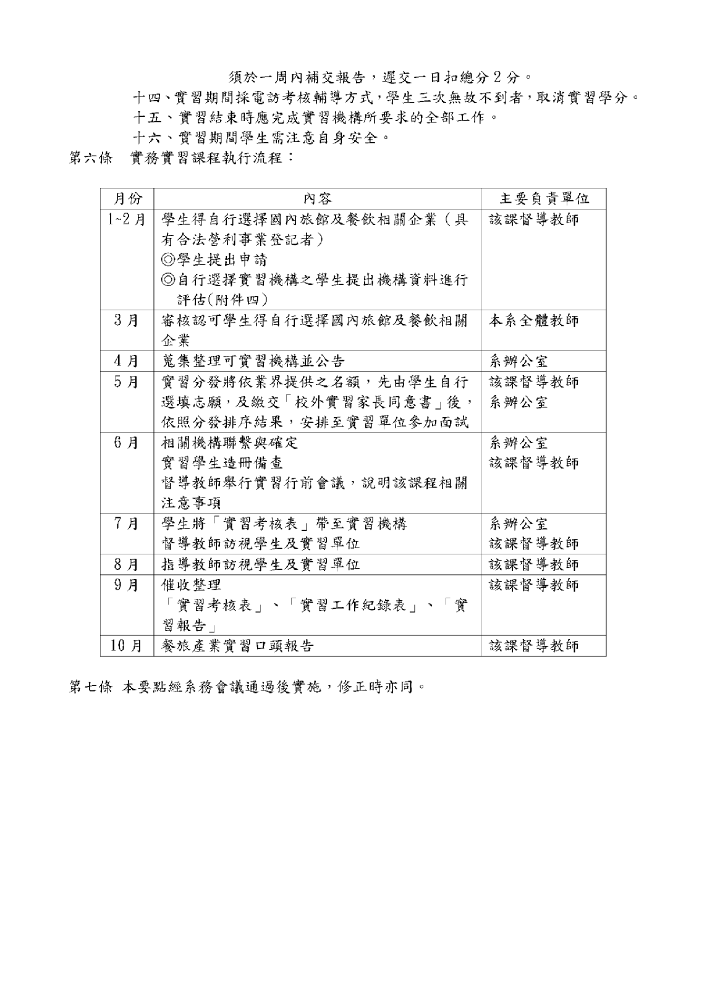 須於一周內補交報告，遲交一日扣總分 2 分。
十四、實習期間採電訪考核輔導方式，學生三次無故不到者，取消實習學分。
十五、實習結束時應完成實習機構所要求的全部工作。
十六、實習期間學生需注意自身安全。
第六條　實務實習課程執行流程：
月份　內容　主要負責單位
1~2 月　學生得自行選擇國內旅館及餐飲相關企業（具　該課督導教師
有合法營利事業登記者）
◎學生提出申請
◎自行選擇實習機構之學生提出機構資料進行
評估(附件四)
3 月　審核認可學生得自行選擇國內旅館及餐飲相關　本系全體教師
企業
4 月　蒐集整理可實習機構並公告　系辦公室
5 月　實習分發將依業界提供之名額，先由學生自行　該課督導教師
選填志願，及繳交「校外實習家長同意書」後，　系辦公室
依照分發排序結果，安排至實習單位參加面試
6 月　相關機構聯繫與確定　系辦公室
實習學生造冊備查　該課督導教師
督導教師舉行實習行前會議，說明該課程相關
注意事項
7 月　學生將「實習考核表」帶至實習機構　系辦公室
督導教師訪視學生及實習單位　該課督導教師
8 月　指導教師訪視學生及實習單位　該課督導教師
9 月　催收整理　該課督導教師
「實習考核表」、「實習工作紀錄表」、「實
習報告」
10 月　餐旅產業實習口頭報告　該課督導教師
第七條 本要點經系務會議通過後實施，修正時亦同。